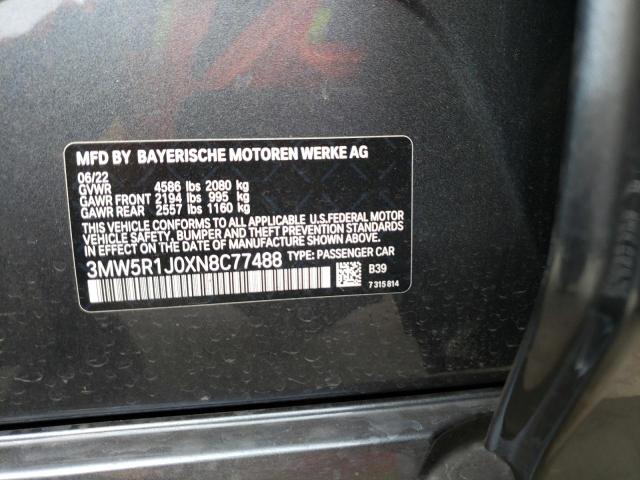 MFD BY BAYERISCHE MOTOREN WERKE AG
06/22
GVWR 4586 lbs 2080 kg
GAWR FRONT 2194 lbs 995 kg
GAWR REAR 2557 lbs 1160 kg
THIS VEHICLE CONFORMS TO ALL APPLICABLE U.S.FEDERAL MOTOR
VEHICLE SAFETY, BUMPER, AND THEFT PREVENTION STANDARDS
IN EFFECT ON THE DATE OF MANUFACTURE SHOWN ABOVE.
3MW5R1J0XN8C77488 TYPE: PASSENGER CAR
B39
7 315 814